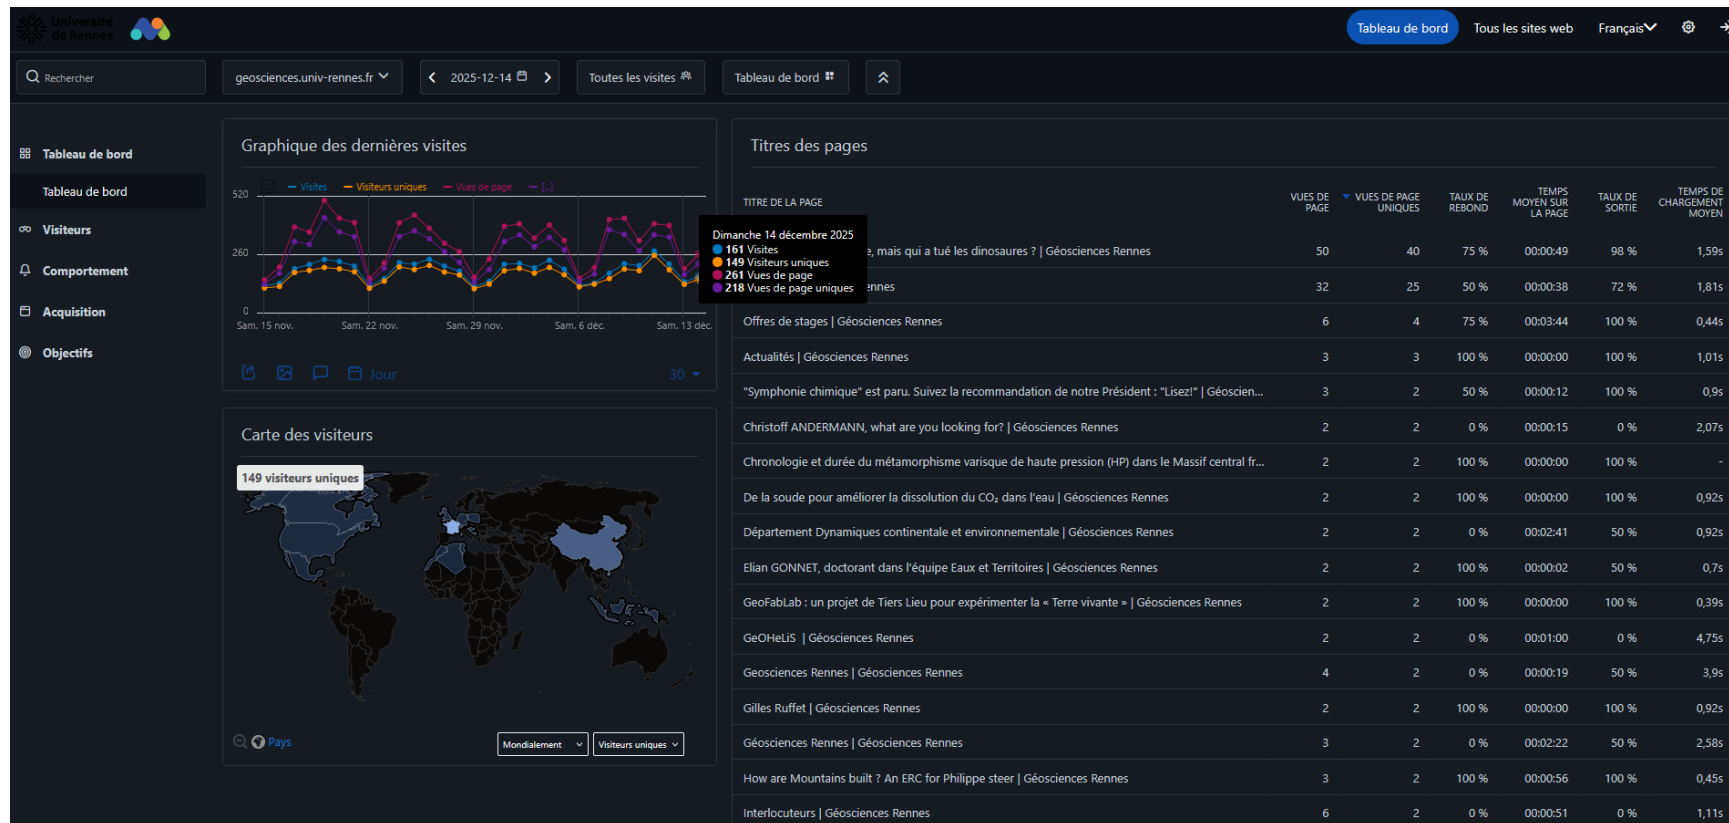 Université
de Rennes
Tableau de bord
Tous les sites web
Français
Rechercher
geosciences.univ-rennes.fr
2025-12-14
Toutes les visites
Tableau de bord
Tableau de bord
Tableau de bord
Visiteurs
Comportement
Acquisition
Objectifs
Graphique des dernières visites
Visites
Visiteurs uniques
Vues de page
[...]
520
260
0
Sam. 15 nov.
Sam. 22 nov.
Sam. 29 nov.
Sam. 6 déc.
Sam. 13 déc.
Jour
30
Dimanche 14 décembre 2025
161 Visites
149 Visiteurs uniques
261 Vues de page
218 Vues de page uniques
Carte des visiteurs
149 visiteurs uniques
Pays
Mondialement
Visiteurs uniques
Titres des pages
TITRE DE LA PAGE VUES DE PAGE VUES DE PAGE UNIQUES TAUX DE REBOND TEMPS MOYEN SUR LA PAGE TAUX DE SORTIE TEMPS DE CHARGEMENT MOYEN
, mais qui a tué les dinosaures ? | Géosciences Rennes 50 40 75 % 00:00:49 98 % 1,59s
32 25 50 % 00:00:38 72 % 1,81s
Offres de stages | Géosciences Rennes 6 4 75 % 00:03:44 100 % 0,44s
Actualités | Géosciences Rennes 3 3 100 % 00:00:00 100 % 1,01s
"Symphonie chimique" est paru. Suivez la recommandation de notre Président : "Lisez!" | Géoscien... 3 2 50 % 00:00:12 100 % 0,9s
Christoff ANDERMANN, what are you looking for? | Géosciences Rennes 2 2 0 % 00:00:15 0 % 2,07s
Chronologie et durée du métamorphisme varisque de haute pression (HP) dans le Massif central fr... 2 2 100 % 00:00:00 100 % -
De la soude pour améliorer la dissolution du CO₂ dans l'eau | Géosciences Rennes 2 2 100 % 00:00:00 100 % 0,92s
Département Dynamiques continentale et environnementale | Géosciences Rennes 2 2 0 % 00:02:41 50 % 0,92s
Elian GONNET, doctorant dans l'équipe Eaux et Territoires | Géosciences Rennes 2 2 100 % 00:00:02 50 % 0,7s
GeoFabLab : un projet de Tiers Lieu pour expérimenter la « Terre vivante » | Géosciences Rennes 2 2 100 % 00:00:00 100 % 0,39s
GeOHeLiS | Géosciences Rennes 2 2 0 % 00:01:00 0 % 4,75s
Geosciences Rennes | Géosciences Rennes 4 2 0 % 00:00:19 50 % 3,9s
Gilles Ruffet | Géosciences Rennes 2 2 100 % 00:00:00 100 % 0,92s
Géosciences Rennes | Géosciences Rennes 3 2 0 % 00:02:22 50 % 2,58s
How are Mountains built ? An ERC for Philippe steer | Géosciences Rennes 3 2 100 % 00:00:56 100 % 0,45s
Interlocuteurs | Géosciences Rennes 6 2 0 % 00:00:51 0 % 1,11s